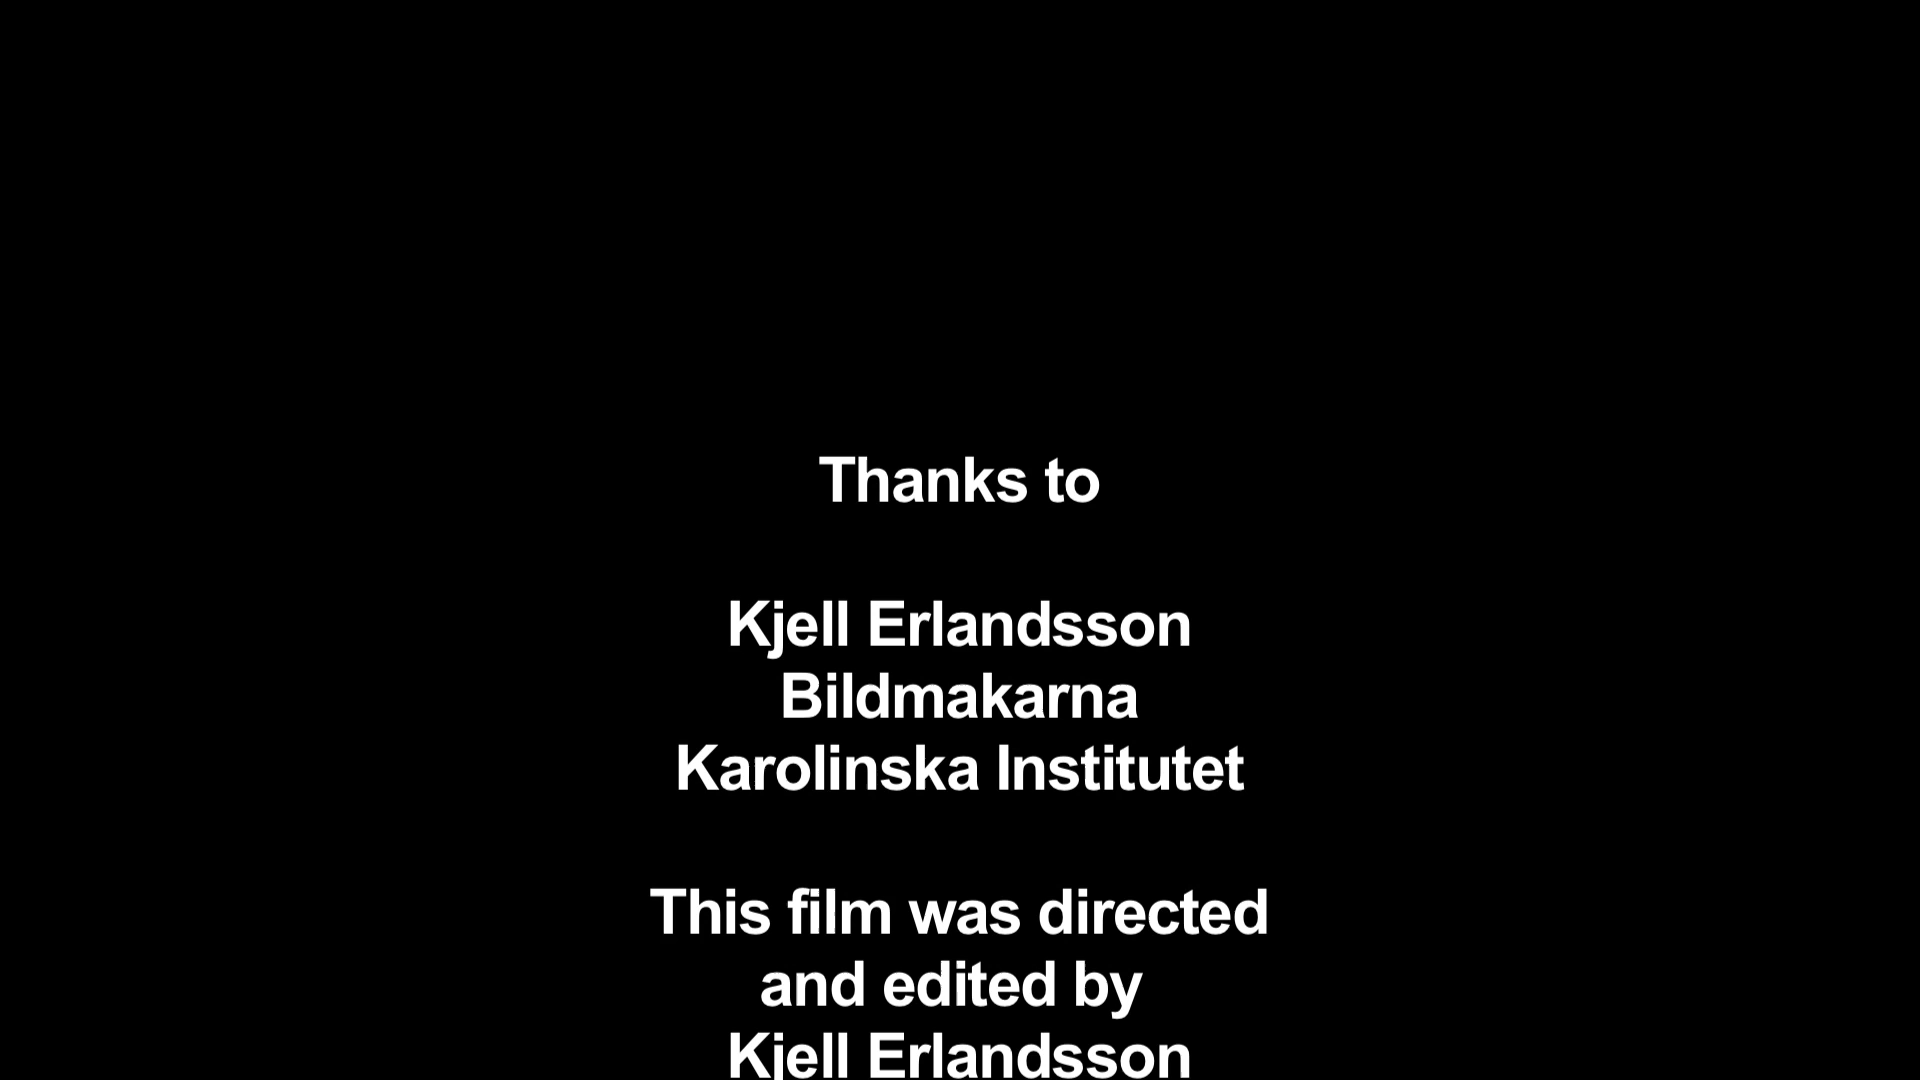 Thanks to
Kjell Erlandsson
Bildmakarna
Karolinska Institutet
This film was directed
and edited by
Kjell Erlandsson